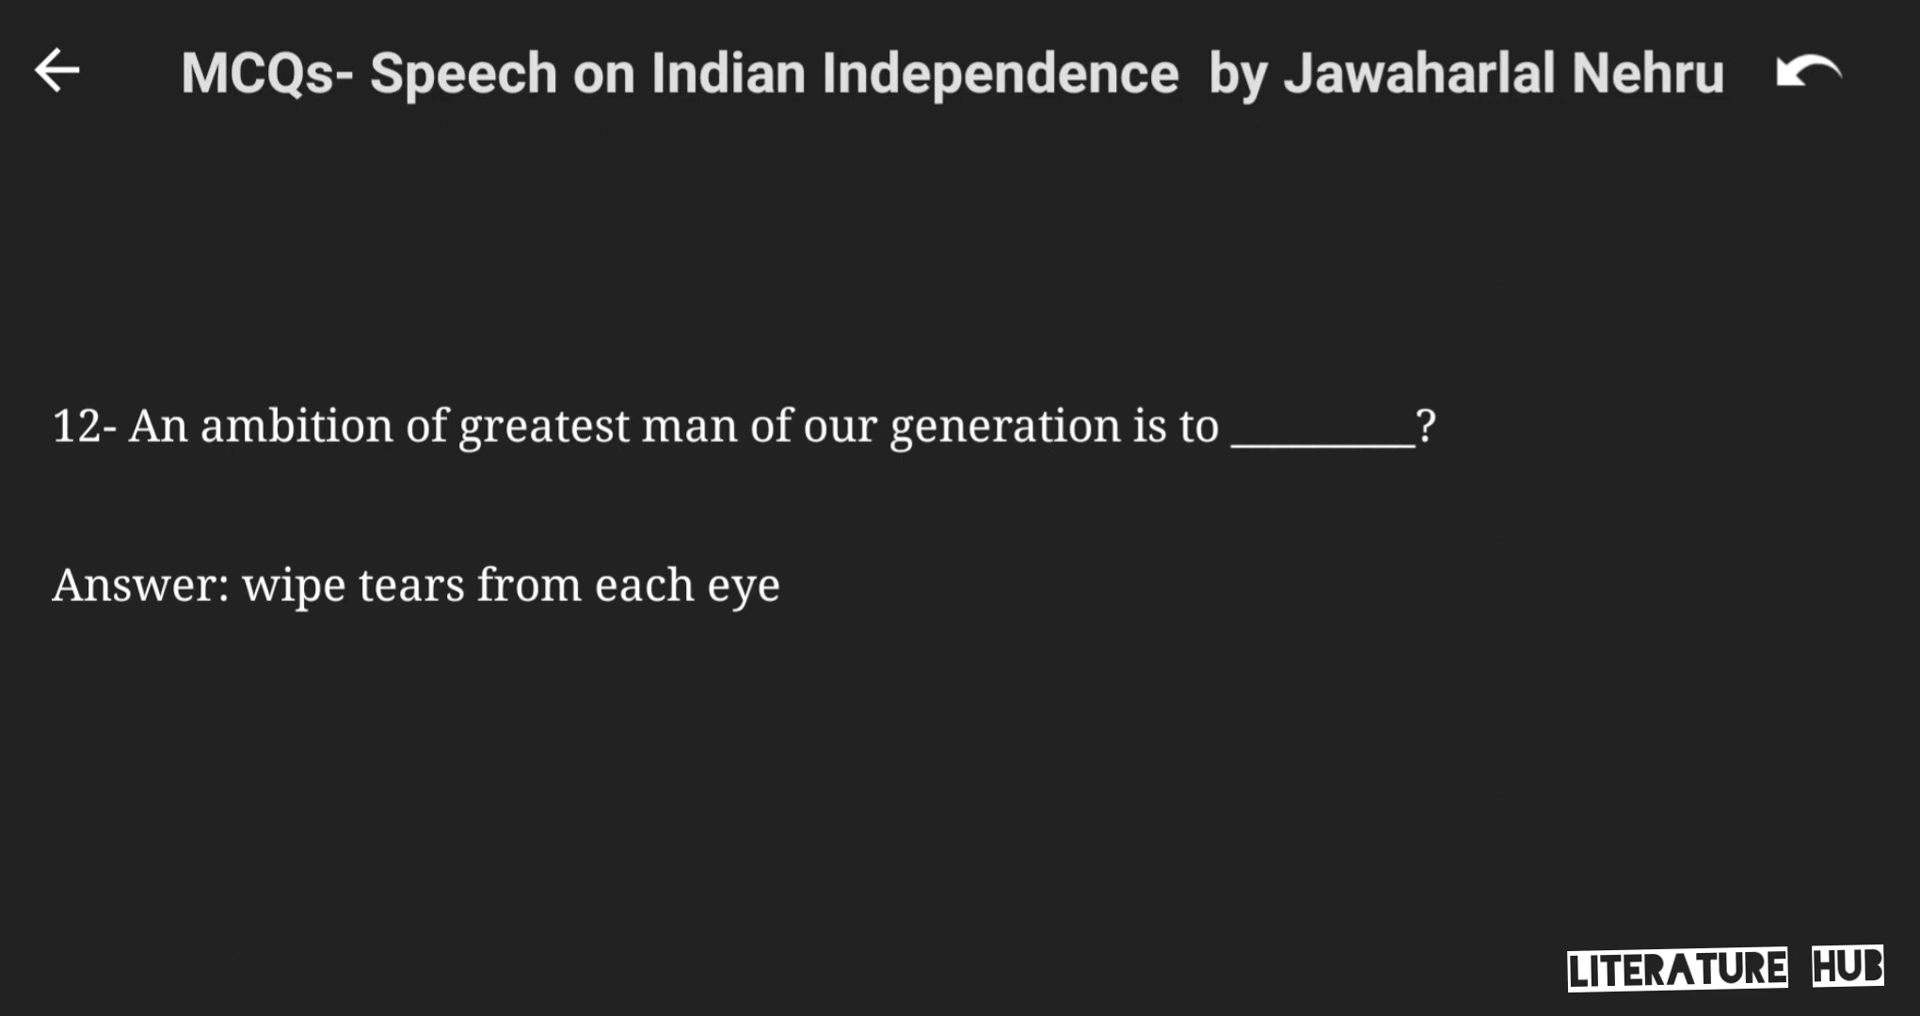 MCQs- Speech on Indian Independence by Jawaharlal Nehru
12- An ambition of greatest man of our generation is to ________?
Answer: wipe tears from each eye
LITERATURE HUB